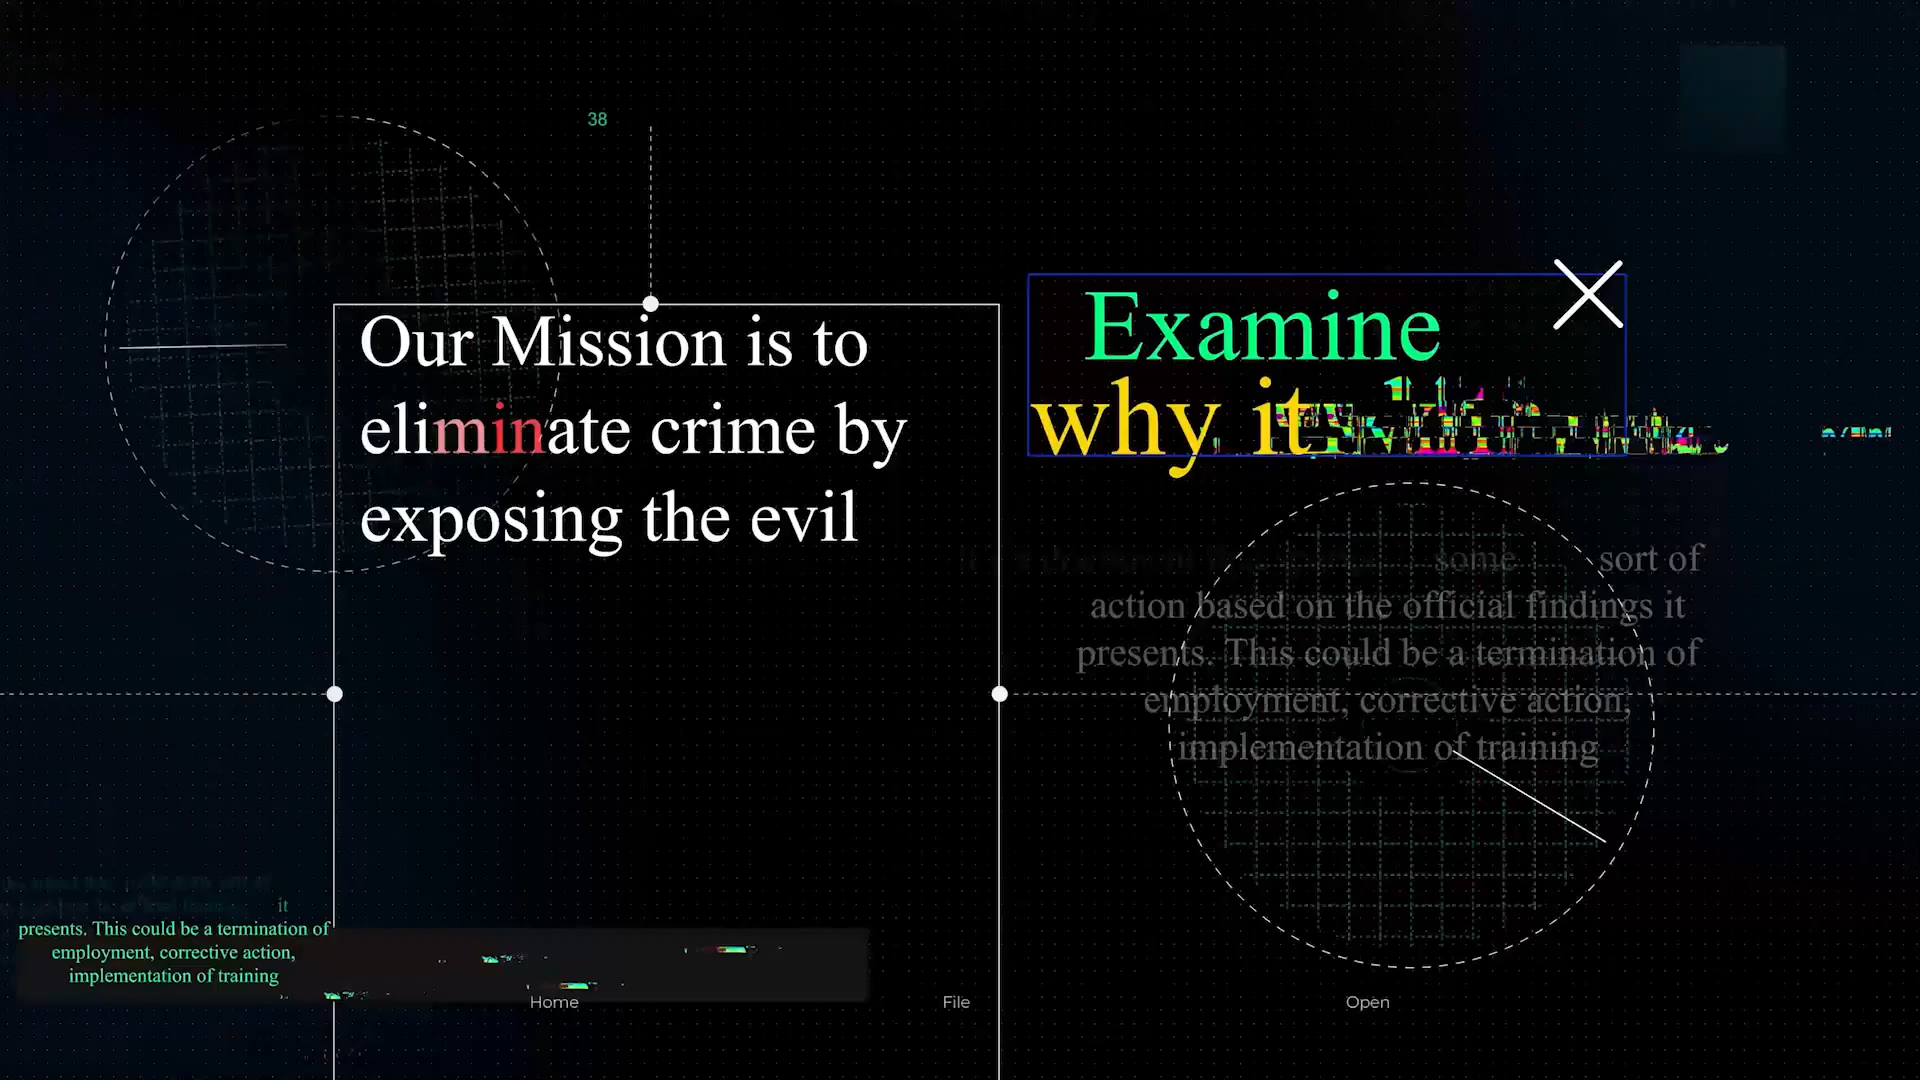 38
Our Mission is to
eliminate crime by
exposing the evil
Examine
why it
some sort of
action based on the official findings it
presents. This could be a termination of
employment, corrective action,
implementation of training
it
presents. This could be a termination of
employment, corrective action,
implementation of training
Home
File
Open